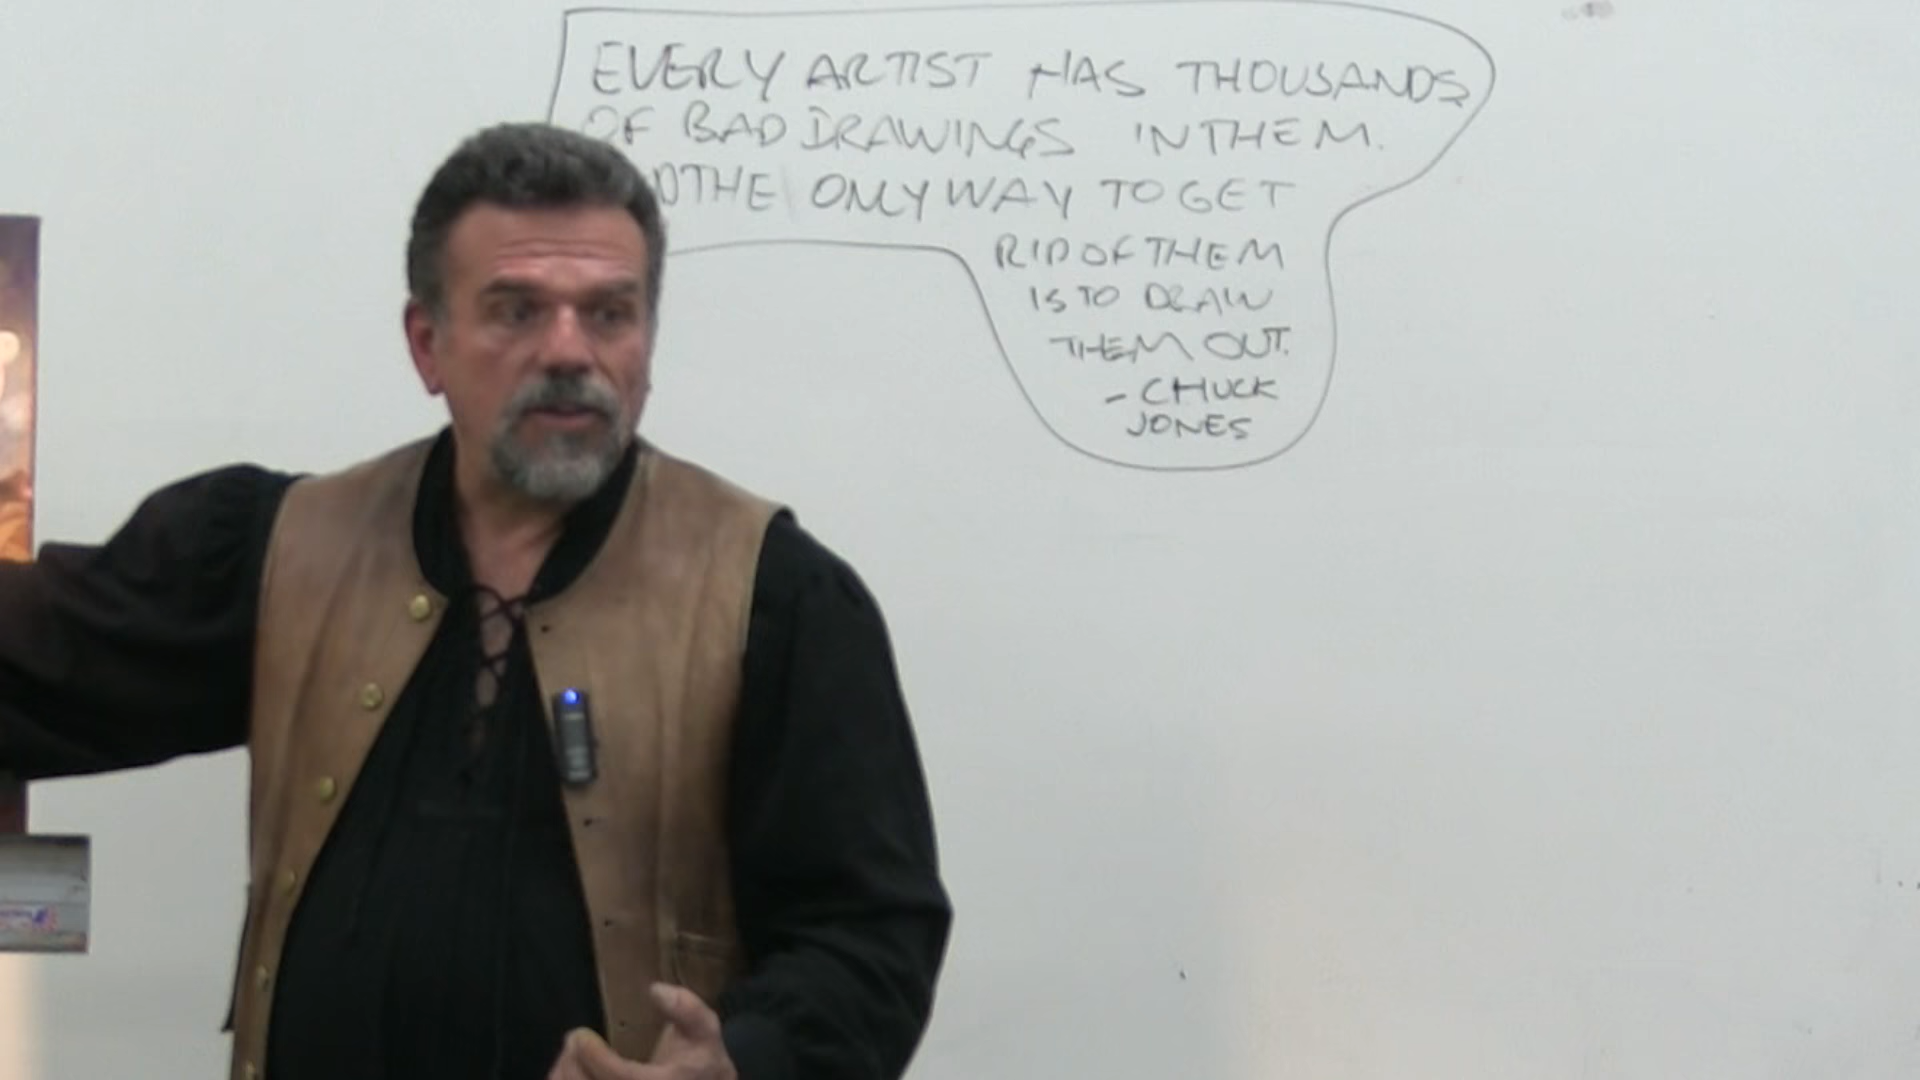 EVERY ARTIST HAS THOUSANDS
OF BAD DRAWINGS IN THEM.
THE ONLY WAY TO GET
RID OF THEM
IS TO DRAW
THEM OUT.
- CHUCK
JONES